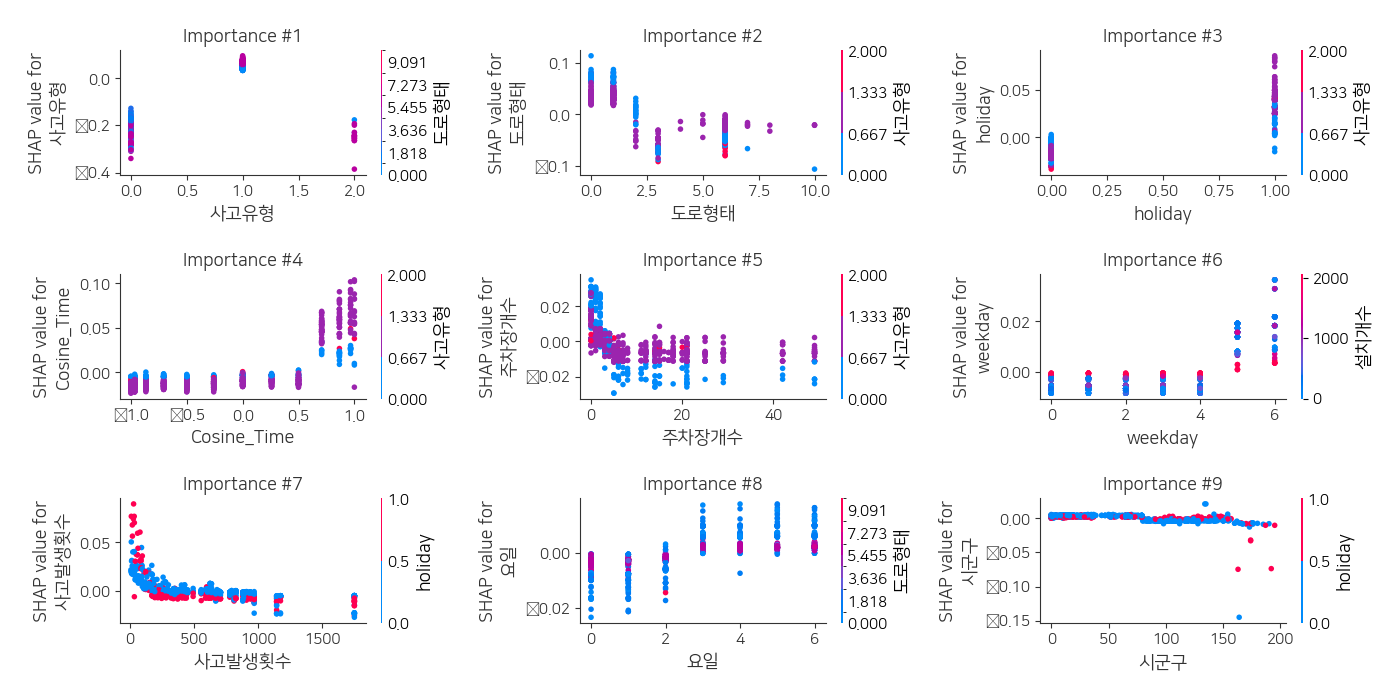 Importance #1
SHAP value for
사고유형
0.0
0.2
0.4
0.0
0.5
1.0
1.5
2.0
사고유형
9.091
7.273
5.455
3.636
1.818
0.000
도로형태
Importance #2
SHAP value for
도로형태
0.1
0.0
0.1
0.0
2.5
5.0
7.5
10.0
도로형태
2.000
1.333
0.667
0.000
사고유형
Importance #3
SHAP value for
holiday
0.05
0.00
0.00
0.25
0.50
0.75
1.00
holiday
2.000
1.333
0.667
0.000
사고유형
Importance #4
SHAP value for
Cosine_Time
0.10
0.05
0.00
1.0
0.5
0.0
0.5
1.0
Cosine_Time
2.000
1.333
0.667
0.000
사고유형
Importance #5
SHAP value for
주차장개수
0.02
0.00
0.02
0
20
40
주차장개수
2.000
1.333
0.667
0.000
사고유형
Importance #6
SHAP value for
weekday
0.02
0.00
0
2
4
6
weekday
2000
1000
0
설치개수
Importance #7
SHAP value for
사고발생횟수
0.05
0.00
0
500
1000
1500
사고발생횟수
1.0
0.5
0.0
holiday
Importance #8
SHAP value for
요일
0.00
0.02
0
2
4
6
요일
9.091
7.273
5.455
3.636
1.818
0.000
도로형태
Importance #9
SHAP value for
시군구
0.00
0.05
0.10
0.15
0
50
100
150
200
시군구
1.0
0.5
0.0
holiday